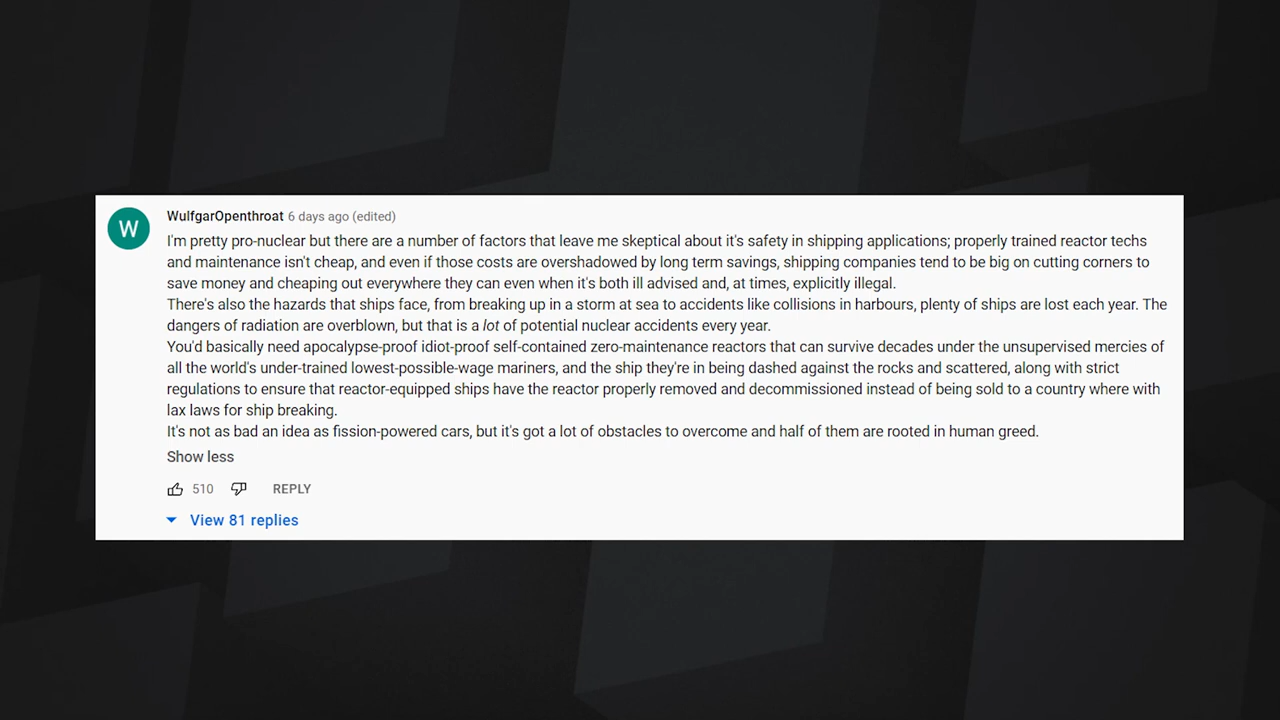 W
WulfgarOpenthroat 6 days ago (edited)
I'm pretty pro-nuclear but there are a number of factors that leave me skeptical about it's safety in shipping applications; properly trained reactor techs
and maintenance isn't cheap, and even if those costs are overshadowed by long term savings, shipping companies tend to be big on cutting corners to
save money and cheaping out everywhere they can even when it's both ill advised and, at times, explicitly illegal.
There's also the hazards that ships face, from breaking up in a storm at sea to accidents like collisions in harbours, plenty of ships are lost each year. The
dangers of radiation are overblown, but that is a lot of potential nuclear accidents every year.
You'd basically need apocalypse-proof idiot-proof self-contained zero-maintenance reactors that can survive decades under the unsupervised mercies of
all the world's under-trained lowest-possible-wage mariners, and the ship they're in being dashed against the rocks and scattered, along with strict
regulations to ensure that reactor-equipped ships have the reactor properly removed and decommissioned instead of being sold to a country where with
lax laws for ship breaking.
It's not as bad an idea as fission-powered cars, but it's got a lot of obstacles to overcome and half of them are rooted in human greed.
Show less
510 REPLY
View 81 replies